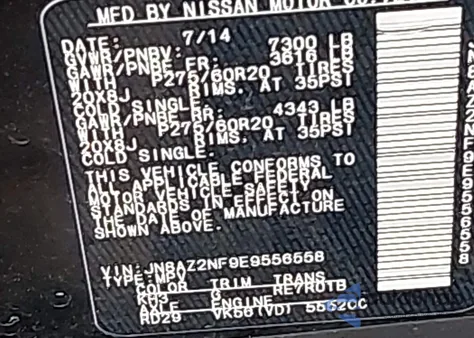 MFD BY NISSAN MOTOR CO.,
DATE: 7/14
GVWR/PNBV: 7300 LB
GAWR/PNBE FR: 3616 LB
WITH P275/60R20 TIRES
20X8J RIMS, AT 35PSI
COLD SINGLE.
GAWR/PNBE RR: 4343 LB
WITH P275/60R20 TIRES
20X8J RIMS, AT 35PSI
COLD SINGLE.
THIS VEHICLE CONFORMS TO
ALL APPLICABLE FEDERAL
MOTOR VEHICLE SAFETY
STANDARDS IN EFFECT ON
THE DATE OF MANUFACTURE
SHOWN ABOVE.
VIN: JN8AZ2NF9E9556558
TYPE: MPV
COLOR TRIM TRANS
KH3 G RE7R01B
AXLE ENGINE
RD29 VK56(VD) 5552CC